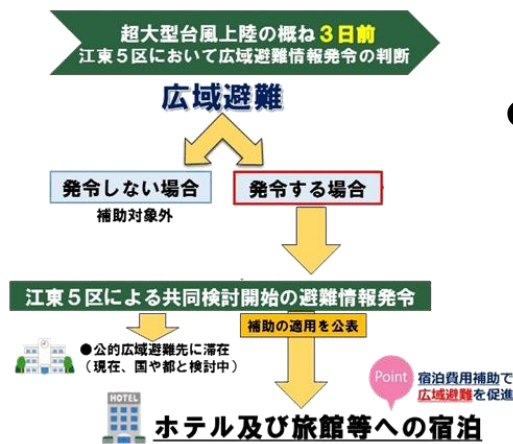 超大型台風上陸の概ね3日前
江東5区において広域避難情報発令の判断
広域避難
発令しない場合
補助対象外
発令する場合
江東5区による共同検討開始の避難情報発令
補助の適用を公表
●公的広域避難先に滞在
(現在、国や都と検討中)
Point
宿泊費用補助で
広域避難を促進
HOTEL
ホテル及び旅館等への宿泊